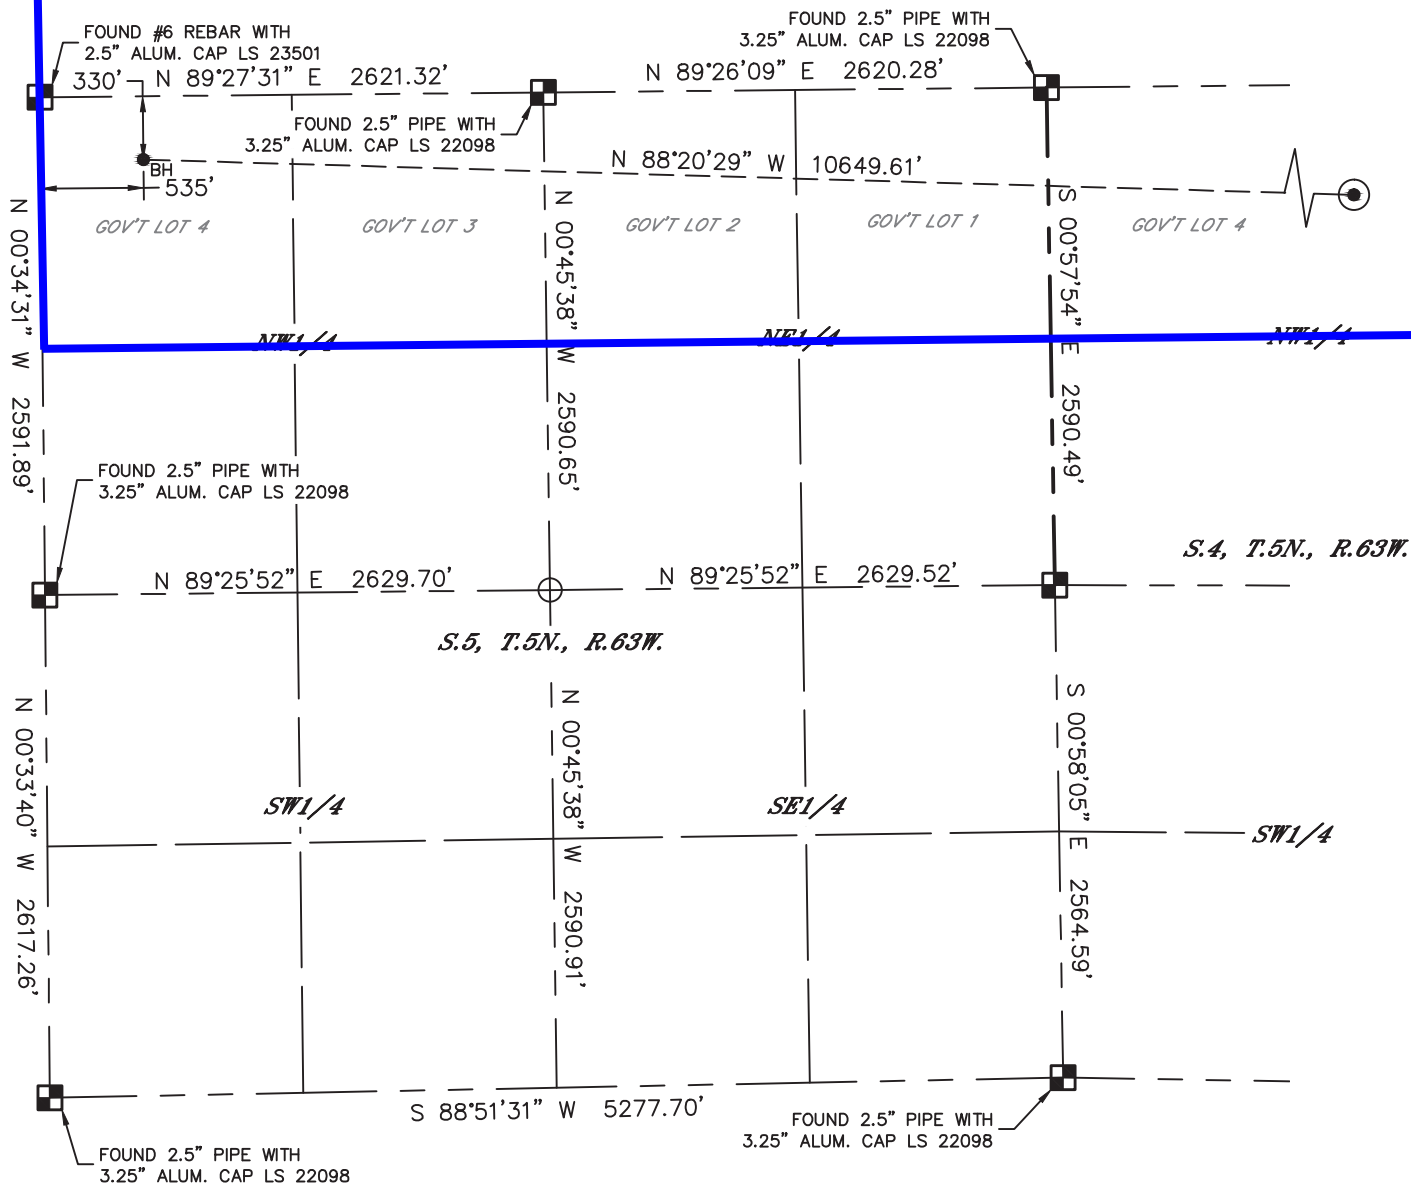 FOUND #6 REBAR WITH
2.5" ALUM. CAP LS 23501
FOUND 2.5" PIPE WITH
3.25" ALUM. CAP LS 22098
330' N 89°27'31" E 2621.32'
N 89°26'09" E 2620.28'
FOUND 2.5" PIPE WITH
3.25" ALUM. CAP LS 22098
BH
N 88°20'29" W 10649.61'
535'
GOV'T LOT 4
GOV'T LOT 3
GOV'T LOT 2
GOV'T LOT 1
GOV'T LOT 4
N 00°34'31" W 2591.89'
N 00°45'38" W 2590.65'
S 00°57'54" E 2590.49'
NW1/4
NE1/4
NW1/4
FOUND 2.5" PIPE WITH
3.25" ALUM. CAP LS 22098
S.4, T.5N., R.63W.
N 89°25'52" E 2629.70'
N 89°25'52" E 2629.52'
S.5, T.5N., R.63W.
N 00°33'40" W 2617.26'
N 00°45'38" W 2590.91'
S 00°58'05" E 2564.59'
SW1/4
SE1/4
SW1/4
S 88°51'31" W 5277.70'
FOUND 2.5" PIPE WITH
3.25" ALUM. CAP LS 22098
FOUND 2.5" PIPE WITH
3.25" ALUM. CAP LS 22098